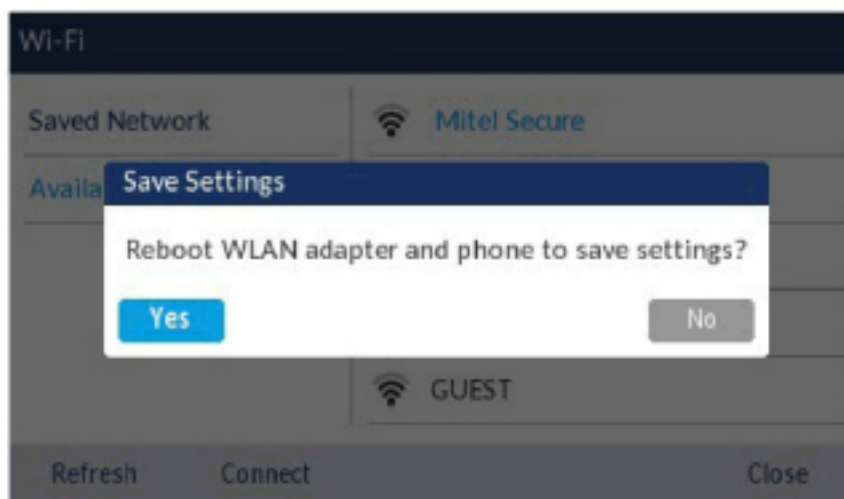 Wi-Fi
Saved Network
Mitel Secure
Availa
Save Settings
Reboot WLAN adapter and phone to save settings?
Yes
No
GUEST
Refresh
Connect
Close